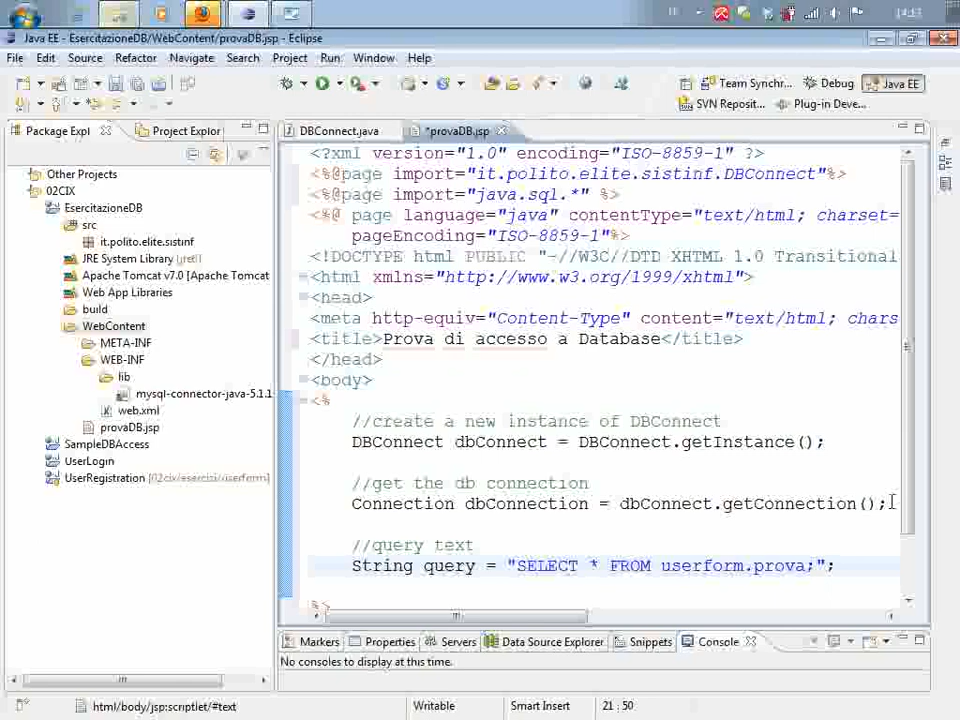 14:33
Java EE - EsercitazioneDB/WebContent/provaDB.jsp - Eclipse
File Edit Source Refactor Navigate Search Project Run Window Help
Team Synchr... Debug Java EE
SVN Reposit... Plug-in Deve...
Package Expl Project Explor
DBConnect.java *provaDB.jsp
Other Projects
02CIX
EsercitazioneDB
src
it.polito.elite.sistinf
JRE System Library [jre6]
Apache Tomcat v7.0 [Apache Tomcat
Web App Libraries
build
WebContent
META-INF
WEB-INF
lib
mysql-connector-java-5.1.1
web.xml
provaDB.jsp
SampleDBAccess
UserLogin
UserRegistration [02cix/esercizi/userform]
<?xml version="1.0" encoding="ISO-8859-1" ?>
<%@page import="it.polito.elite.sistinf.DBConnect"%>
<%@page import="java.sql.*" %>
<%@ page language="java" contentType="text/html; charset=
pageEncoding="ISO-8859-1"%>
<!DOCTYPE html PUBLIC "-//W3C//DTD XHTML 1.0 Transitional
<html xmlns="http://www.w3.org/1999/xhtml">
<head>
<meta http-equiv="Content-Type" content="text/html; chars
<title>Prova di accesso a Database</title>
</head>
<body>
<%
//create a new instance of DBConnect
DBConnect dbConnect = DBConnect.getInstance();
//get the db connection
Connection dbConnection = dbConnect.getConnection();
//query text
String query = "SELECT * FROM userform.prova;";
%>
Markers Properties Servers Data Source Explorer Snippets Console
No consoles to display at this time.
html/body/jsp:scriptlet/#text Writable Smart Insert 21 : 50